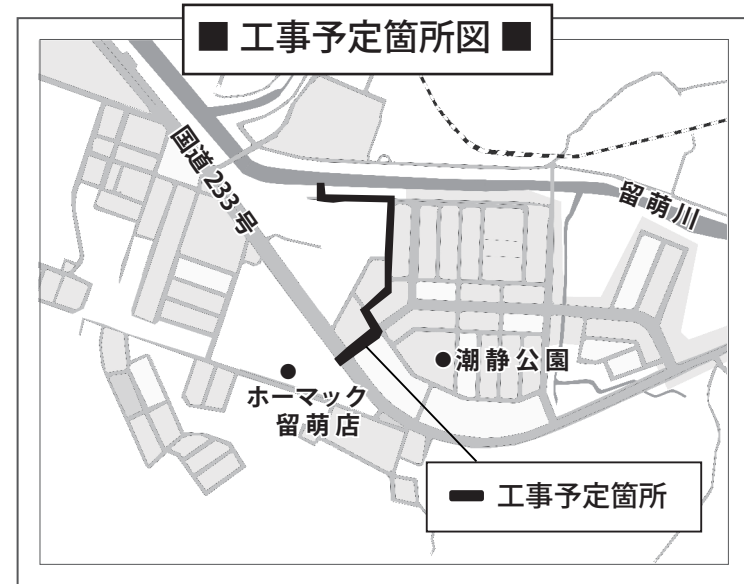 ■ 工事予定箇所図 ■
国道233号
留萌川
潮静公園
ホーマック
留萌店
工事予定箇所